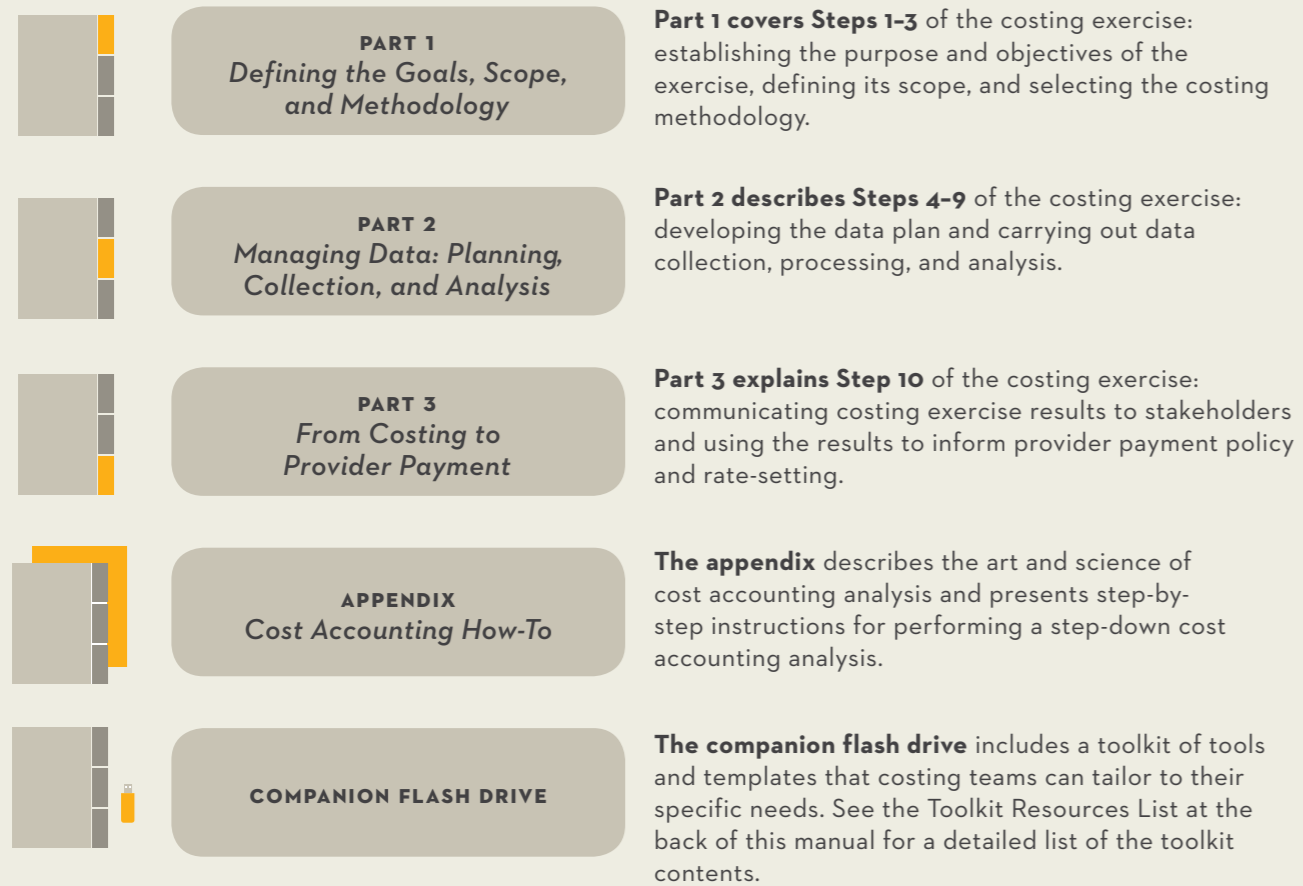 PART 1
Defining the Goals, Scope,
and Methodology
Part 1 covers Steps 1–3 of the costing exercise:
establishing the purpose and objectives of the
exercise, defining its scope, and selecting the costing
methodology.
PART 2
Managing Data: Planning,
Collection, and Analysis
Part 2 describes Steps 4–9 of the costing exercise:
developing the data plan and carrying out data
collection, processing, and analysis.
PART 3
From Costing to
Provider Payment
Part 3 explains Step 10 of the costing exercise:
communicating costing exercise results to stakeholders
and using the results to inform provider payment policy
and rate-setting.
APPENDIX
Cost Accounting How-To
The appendix describes the art and science of
cost accounting analysis and presents step-by-
step instructions for performing a step-down cost
accounting analysis.
COMPANION FLASH DRIVE
The companion flash drive includes a toolkit of tools
and templates that costing teams can tailor to their
specific needs. See the Toolkit Resources List at the
back of this manual for a detailed list of the toolkit
contents.